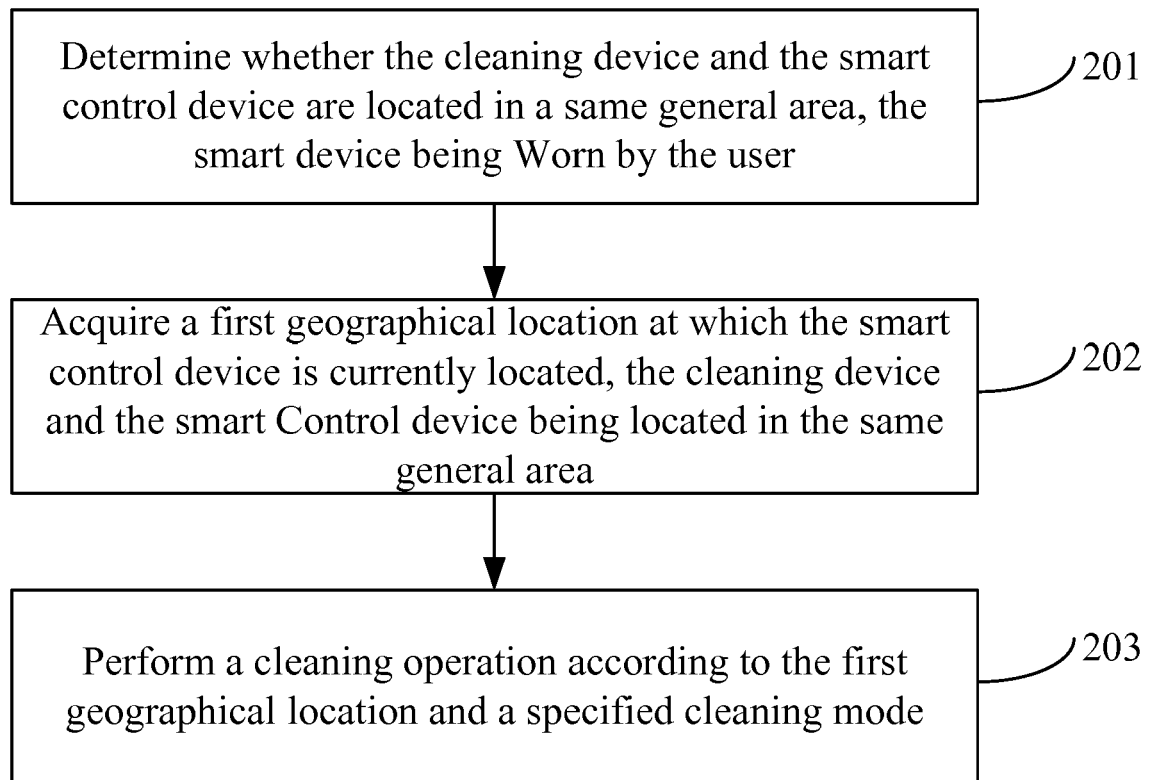 Determine whether the cleaning device and the smart
control device are located in a same general area, the
smart device being Worn by the user
201
Acquire a first geographical location at which the smart
control device is currently located, the cleaning device
and the smart Control device being located in the same
general area
202
Perform a cleaning operation according to the first
geographical location and a specified cleaning mode
203